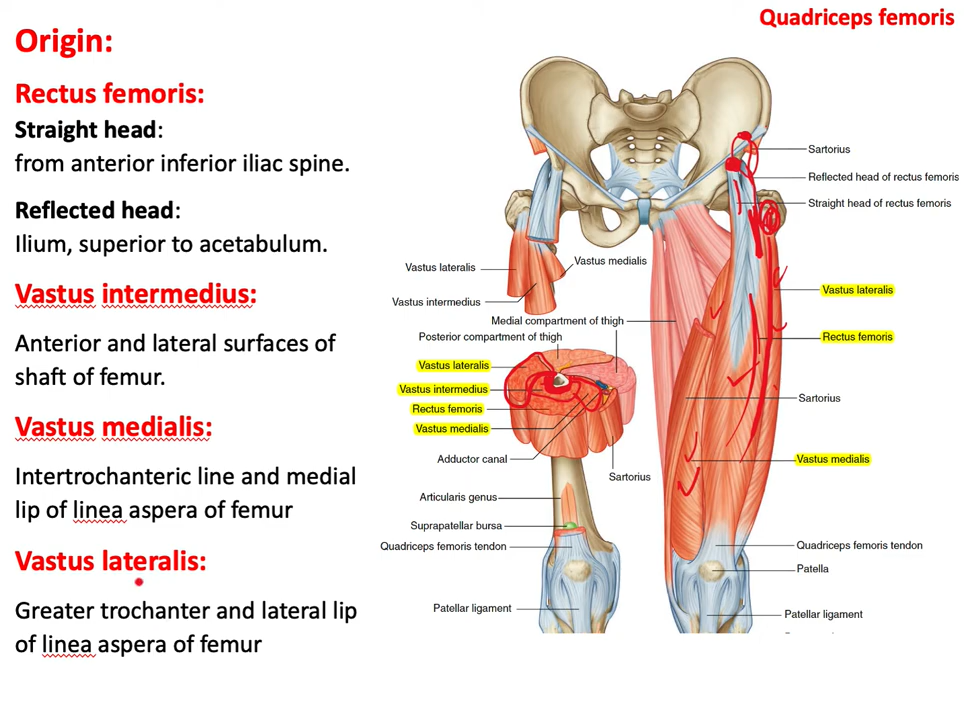 Quadriceps femoris
Origin:
Rectus femoris:
Straight head:
from anterior inferior iliac spine.
Reflected head:
Ilium, superior to acetabulum.
Vastus intermedius:
Anterior and lateral surfaces of
shaft of femur.
Vastus medialis:
Intertrochanteric line and medial
lip of linea aspera of femur
Vastus lateralis:
Greater trochanter and lateral lip
of linea aspera of femur
Sartorius
Reflected head of rectus femoris
Straight head of rectus femoris
Vastus lateralis
Vastus medialis
Vastus intermedius
Medial compartment of thigh
Posterior compartment of thigh
Vastus lateralis
Vastus intermedius
Rectus femoris
Vastus medialis
Adductor canal
Sartorius
Articularis genus
Suprapatellar bursa
Quadriceps femoris tendon
Patellar ligament
Vastus lateralis
Rectus femoris
Sartorius
Vastus medialis
Quadriceps femoris tendon
Patella
Patellar ligament